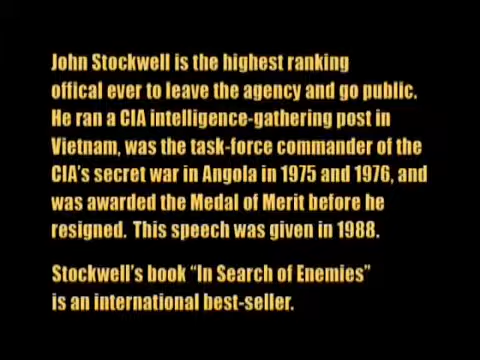 John Stockwell is the highest ranking
offical ever to leave the agency and go public.
He ran a CIA intelligence-gathering post in
Vietnam, was the task-force commander of the
CIA's secret war in Angola in 1975 and 1976, and
was awarded the Medal of Merit before he
resigned. This speech was given in 1988.
Stockwell's book “In Search of Enemies”
is an international best-seller.